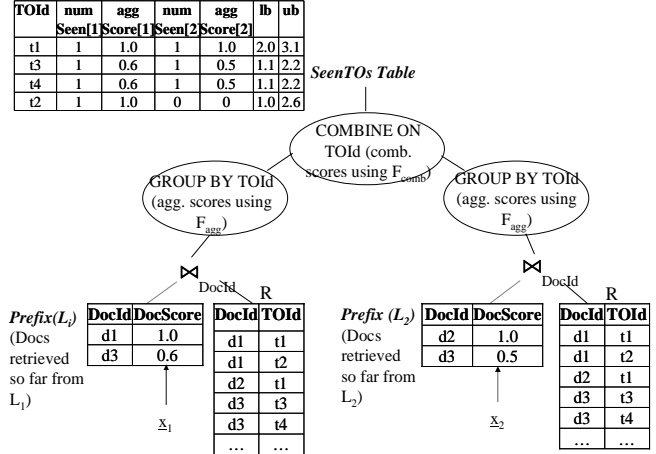 TOId num agg num agg lb ub
Seen[1] Score[1] Seen[2] Score[2]
t1 1 1.0 1 1.0 2.0 3.1
t3 1 0.6 1 0.5 1.1 2.2
t4 1 0.6 1 0.5 1.1 2.2
t2 1 1.0 0 0 1.0 2.6
SeenTOs Table
COMBINE ON
TOId (comb.
scores using Fcomb)
GROUP BY TOId
(agg. scores using
Fagg)
GROUP BY TOId
(agg. scores using
Fagg)
⋈ DocId
⋈ DocId
Prefix(Li)
(Docs
retrieved
so far from
L1)
DocId DocScore
d1 1.0
d3 0.6
x1
R
DocId TOId
d1 t1
d1 t2
d2 t1
d3 t3
d3 t4
... ...
Prefix (L2)
(Docs
retrieved
so far from
L2)
DocId DocScore
d2 1.0
d3 0.5
x2
R
DocId TOId
d1 t1
d1 t2
d2 t1
d3 t3
d3 t4
... ...